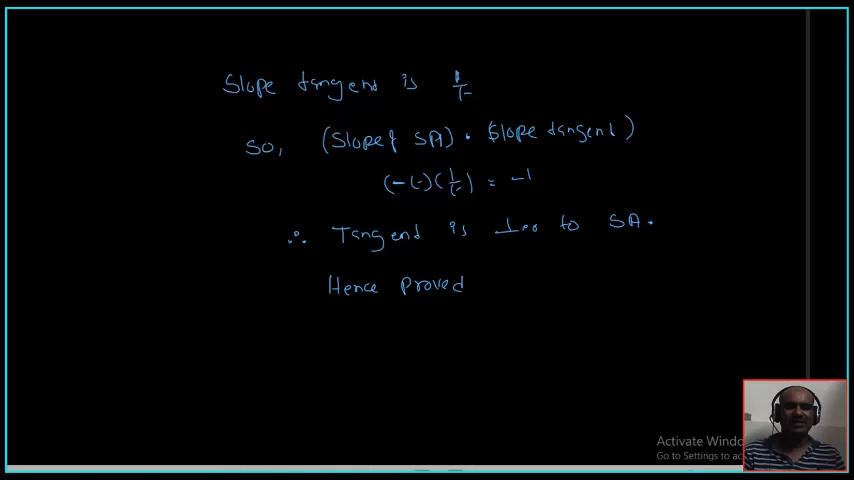 Slope tangent is 1/t
So, (Slope of SA) • (Slope tangent)
(-t)(1/t) = -1
∴ Tangent is ⊥er to SA.
Hence proved
Activate Windo
Go to Settings to ac